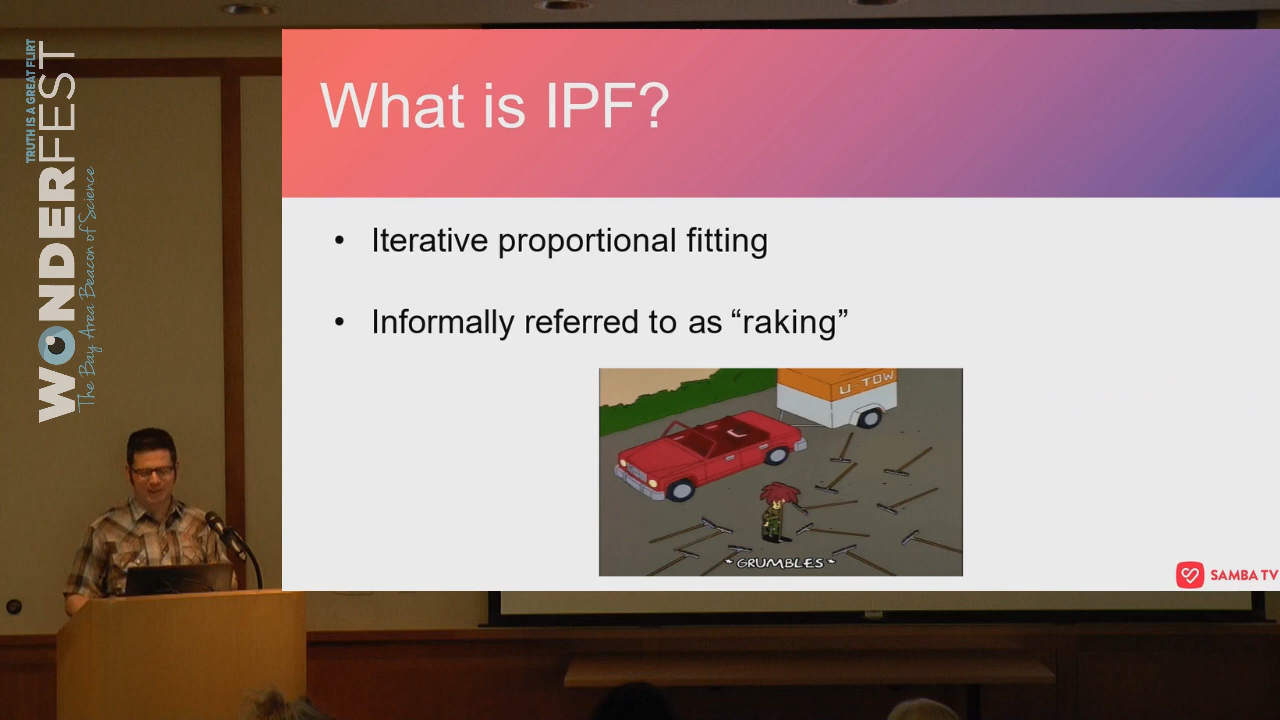 TRUTH IS A GREAT FLIRT
WONDERFEST
The Bay Area Beacon of Science
What is IPF?
• Iterative proportional fitting
• Informally referred to as “raking”
U-TOW
*GRUMBLES*
SAMBA TV